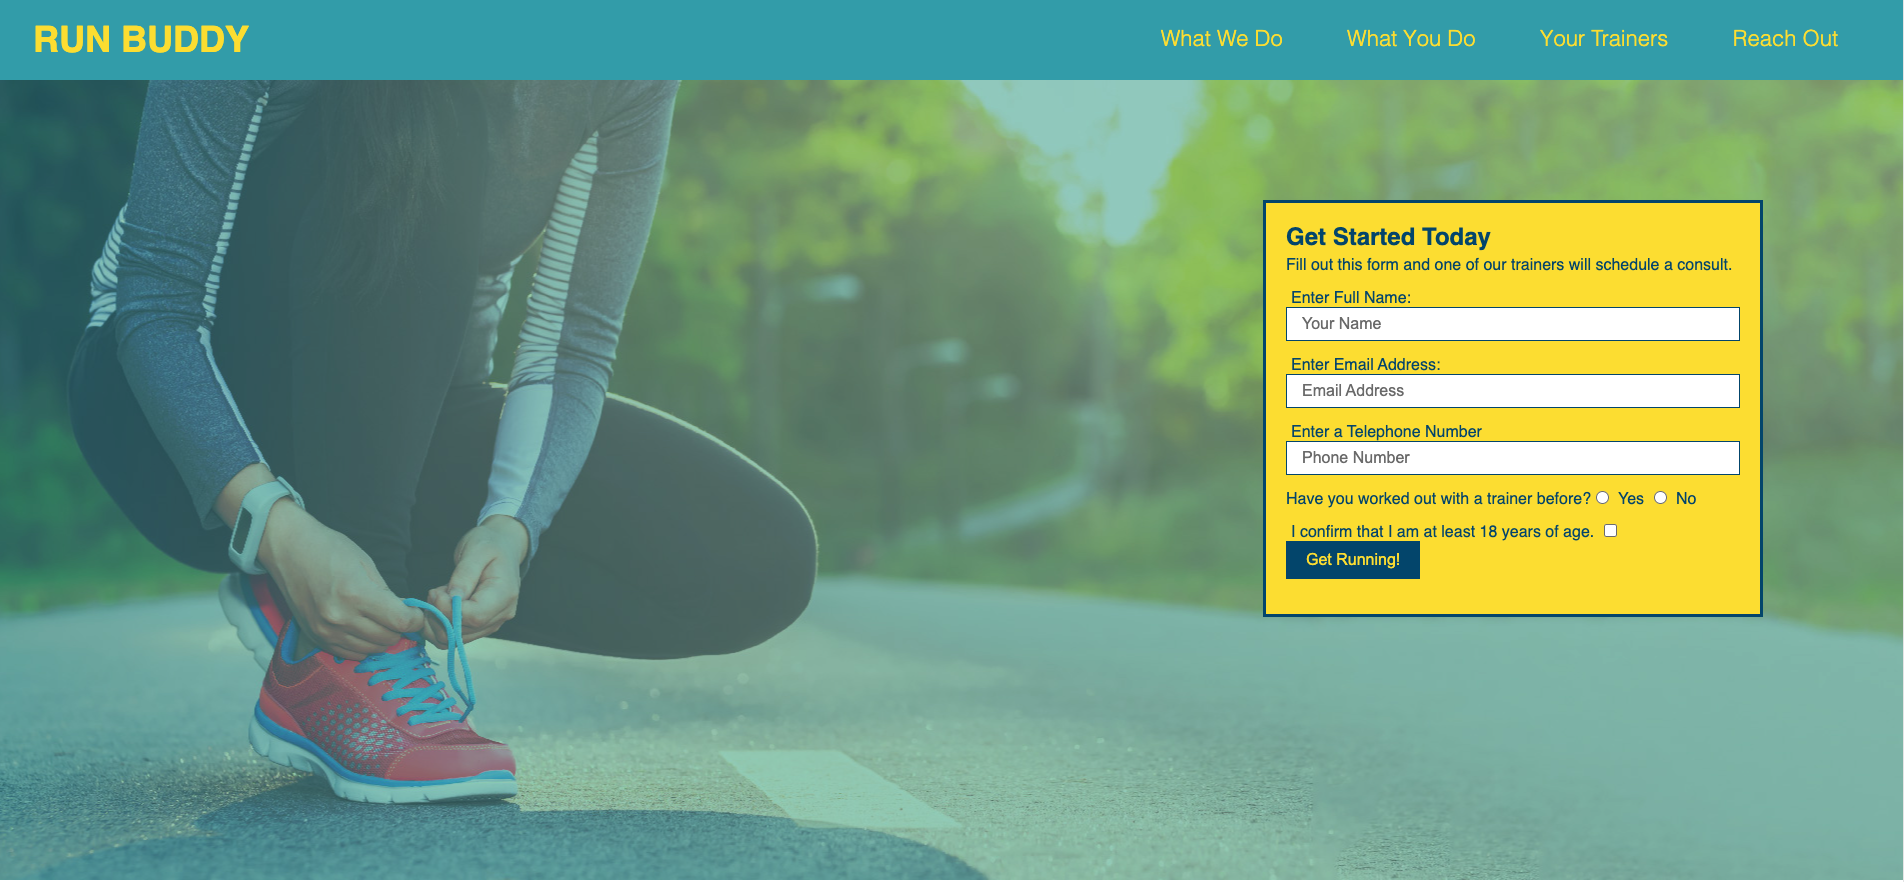 RUN BUDDY
What We Do What You Do Your Trainers Reach Out
Get Started Today
Fill out this form and one of our trainers will schedule a consult.
Enter Full Name:
Your Name
Enter Email Address:
Email Address
Enter a Telephone Number
Phone Number
Have you worked out with a trainer before? Yes No
I confirm that I am at least 18 years of age.
Get Running!